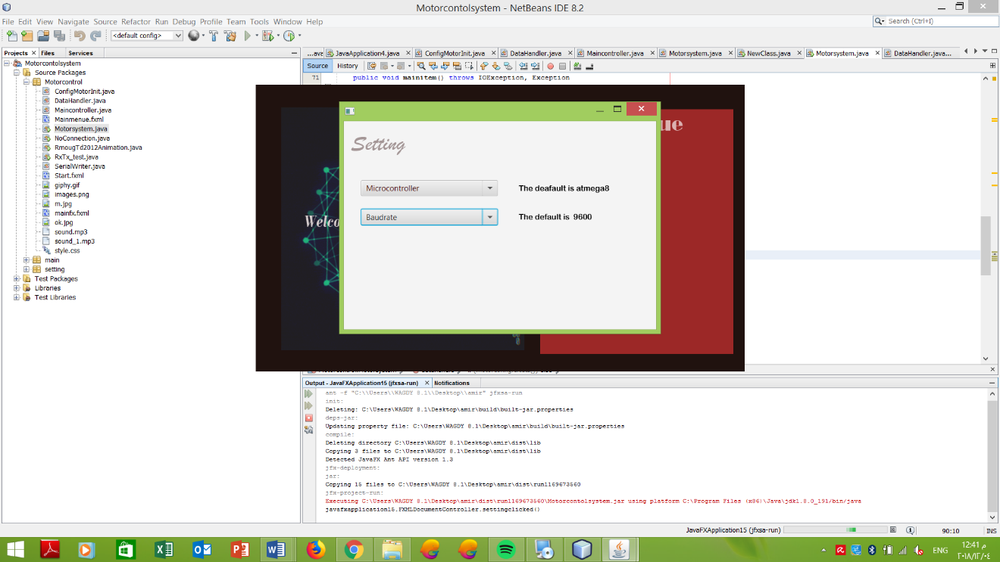 Motorcontolsystem - NetBeans IDE 8.2
File Edit View Navigate Source Refactor Run Debug Profile Team Tools Window Help
Search (Ctrl+I)
<default config>
Projects Files Services
...ava JavaApplication4.java ConfigMotorInit.java DataHandler.java Maincontroller.java Motorsystem.java NewClass.java Motorsystem.java DataHandler.java...
Source History
71 public void mainitem() throws IOException, Exception
Motorcontolsystem
Source Packages
Motorcontrol
ConfigMotorInit.java
DataHandler.java
Maincontroller.java
Mainmenue.fxml
Motorsystem.java
NoConnection.java
RmougTd2012Animation.java
RxTx_test.java
SerialWriter.java
Start.fxml
giphy.gif
images.png
m.jpg
mainfx.fxml
ok.jpg
sound.mp3
sound_1.mp3
style.css
main
setting
Test Packages
Libraries
Test Libraries
Welco
ue
Setting
Microcontroller The deafault is atmega8
Baudrate The default is 9600
Output - JavaFXApplication15 (jfxsa-run) Notifications
ant -f "C:\\Users\\WAGDY 8.1\\Desktop\\amir" jfxsa-run
init:
Deleting: C:\Users\WAGDY 8.1\Desktop\amir\build\built-jar.properties
deps-jar:
Updating property file: C:\Users\WAGDY 8.1\Desktop\amir\build\built-jar.properties
compile:
Deleting directory C:\Users\WAGDY 8.1\Desktop\amir\dist\lib
Copying 3 files to C:\Users\WAGDY 8.1\Desktop\amir\dist\lib
Detected JavaFX Ant API version 1.3
jfx-deployment:
jar:
Copying 15 files to C:\Users\WAGDY 8.1\Desktop\amir\dist\run1169673560
jfx-project-run:
Executing C:\Users\WAGDY 8.1\Desktop\amir\dist\run1169673560\Motorcontolsystem.jar using platform C:\Program Files (x86)\Java\jdk1.8.0_191/bin/java
javafxapplication15.FXMLDocumentController.settingclicked()
JavaFXApplication15 (jfxsa-run) 90:10 INS
ENG
12:41 م
٢٠١٨/١٢/٠٤